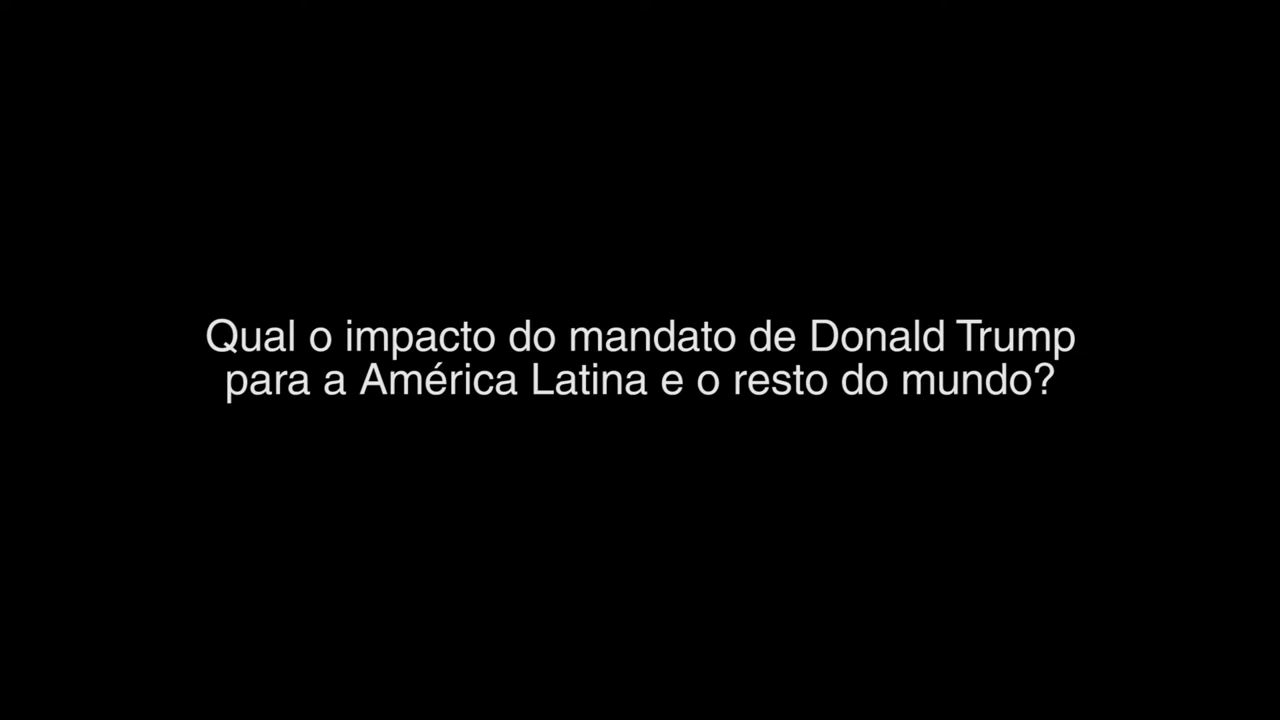 Qual o impacto do mandato de Donald Trump
para a América Latina e o resto do mundo?